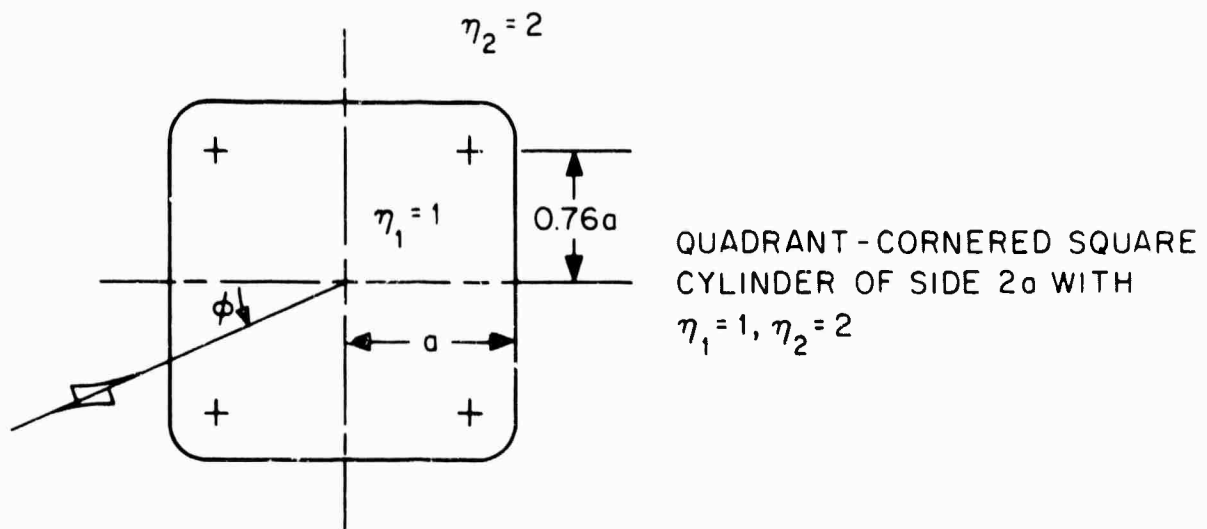 η₂ = 2
η₁ = 1
0.76a
ϕ
a
QUADRANT-CORNERED SQUARE
CYLINDER OF SIDE 2a WITH
η₁ = 1, η₂ = 2